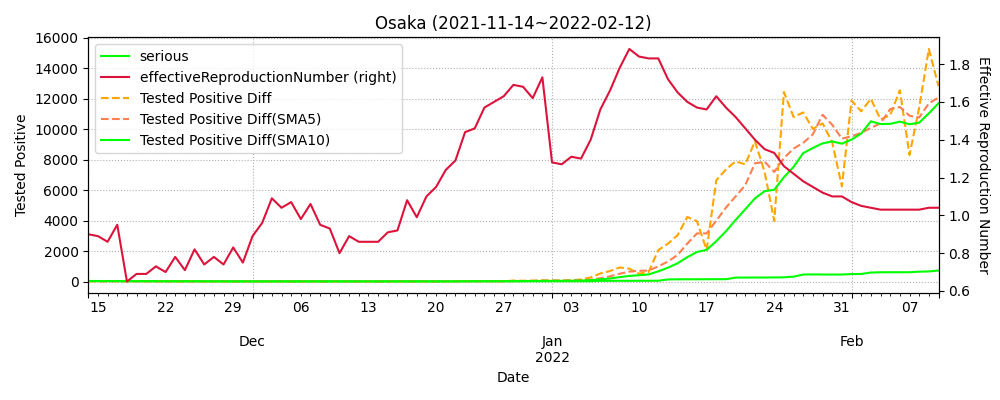 Osaka (2021-11-14~2022-02-12)
serious
effectiveReproductionNumber (right)
Tested Positive Diff
Tested Positive Diff(SMA5)
Tested Positive Diff(SMA10)
Tested Positive
16000
14000
12000
10000
8000
6000
4000
2000
0
Effective Reproduction Number
1.8
1.6
1.4
1.2
1.0
0.8
0.6
15 22 29 06 13 20 27 03 10 17 24 31 07
Dec Jan Feb
2022
Date